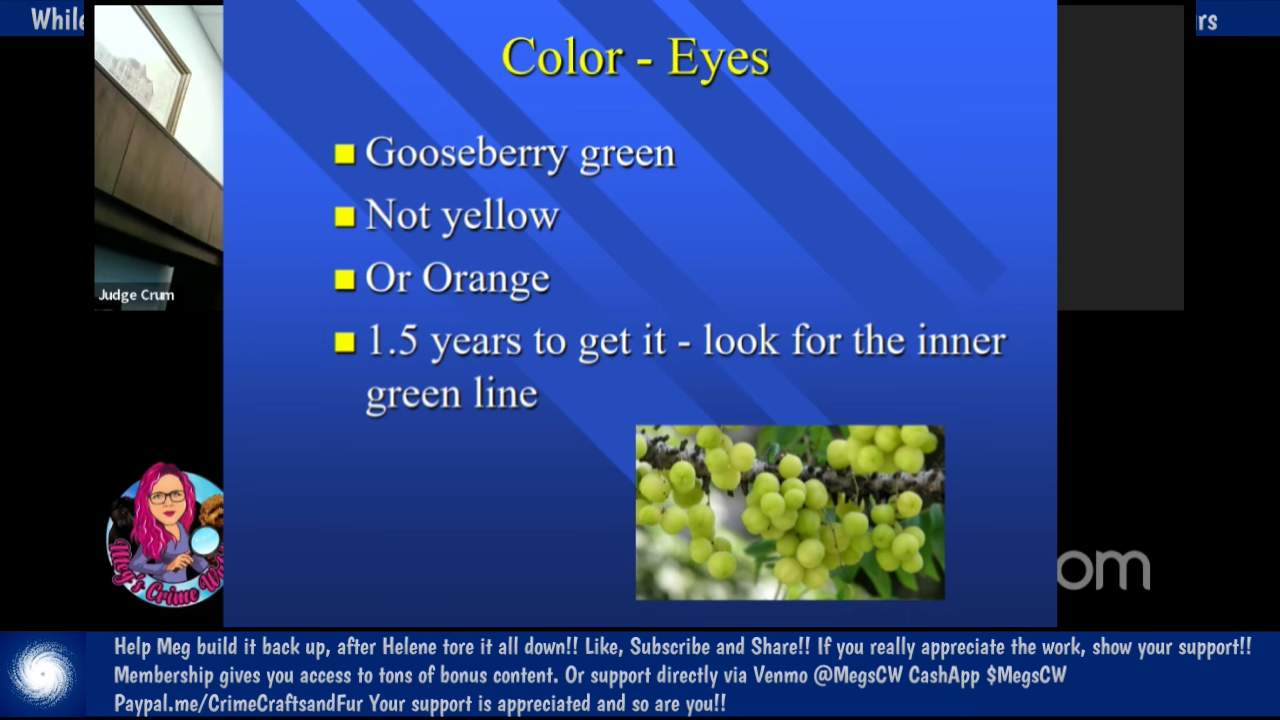 While
rs
Color - Eyes
Gooseberry green
Not yellow
Or Orange
1.5 years to get it - look for the inner
green line
Judge Crum
Meg's Crime
om
Help Meg build it back up, after Helene tore it all down!! Like, Subscribe and Share!! If you really appreciate the work, show your support!!
Membership gives you access to tons of bonus content. Or support directly via Venmo @MegsCW CashApp $MegsCW
Paypal.me/CrimeCraftsandFur Your support is appreciated and so are you!!